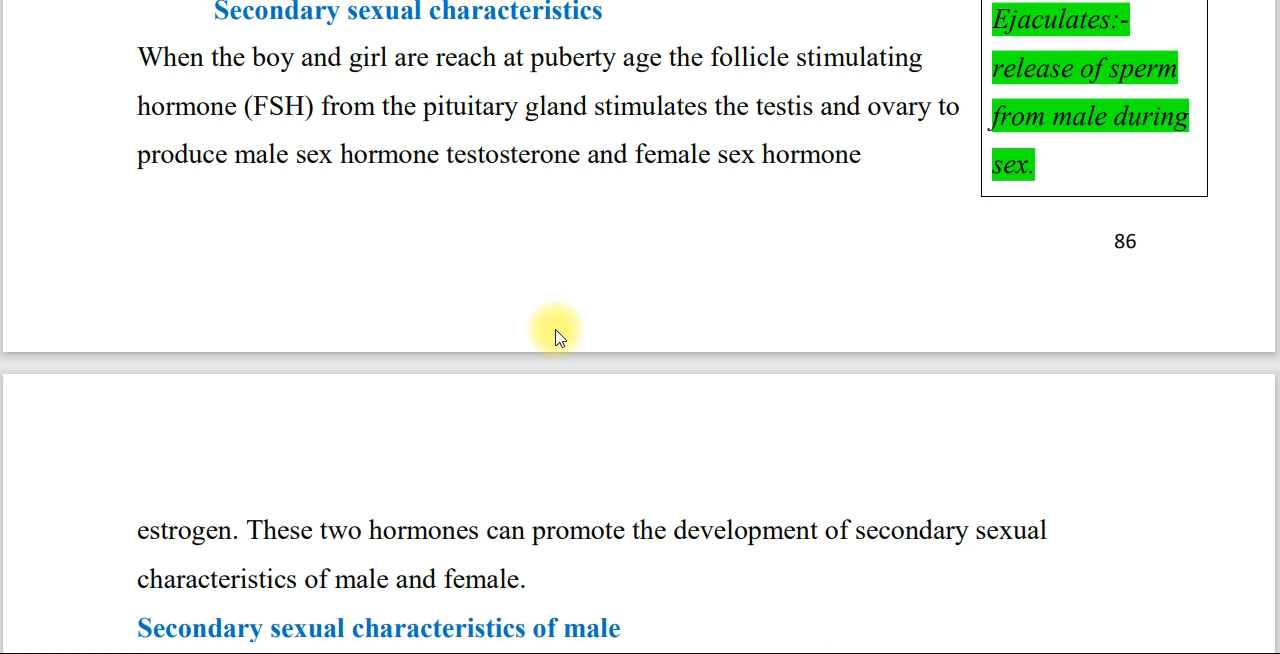 Secondary sexual characteristics
When the boy and girl are reach at puberty age the follicle stimulating
hormone (FSH) from the pituitary gland stimulates the testis and ovary to
produce male sex hormone testosterone and female sex hormone
Ejaculates:-
release of sperm
from male during
sex.
86
estrogen. These two hormones can promote the development of secondary sexual
characteristics of male and female.
Secondary sexual characteristics of male